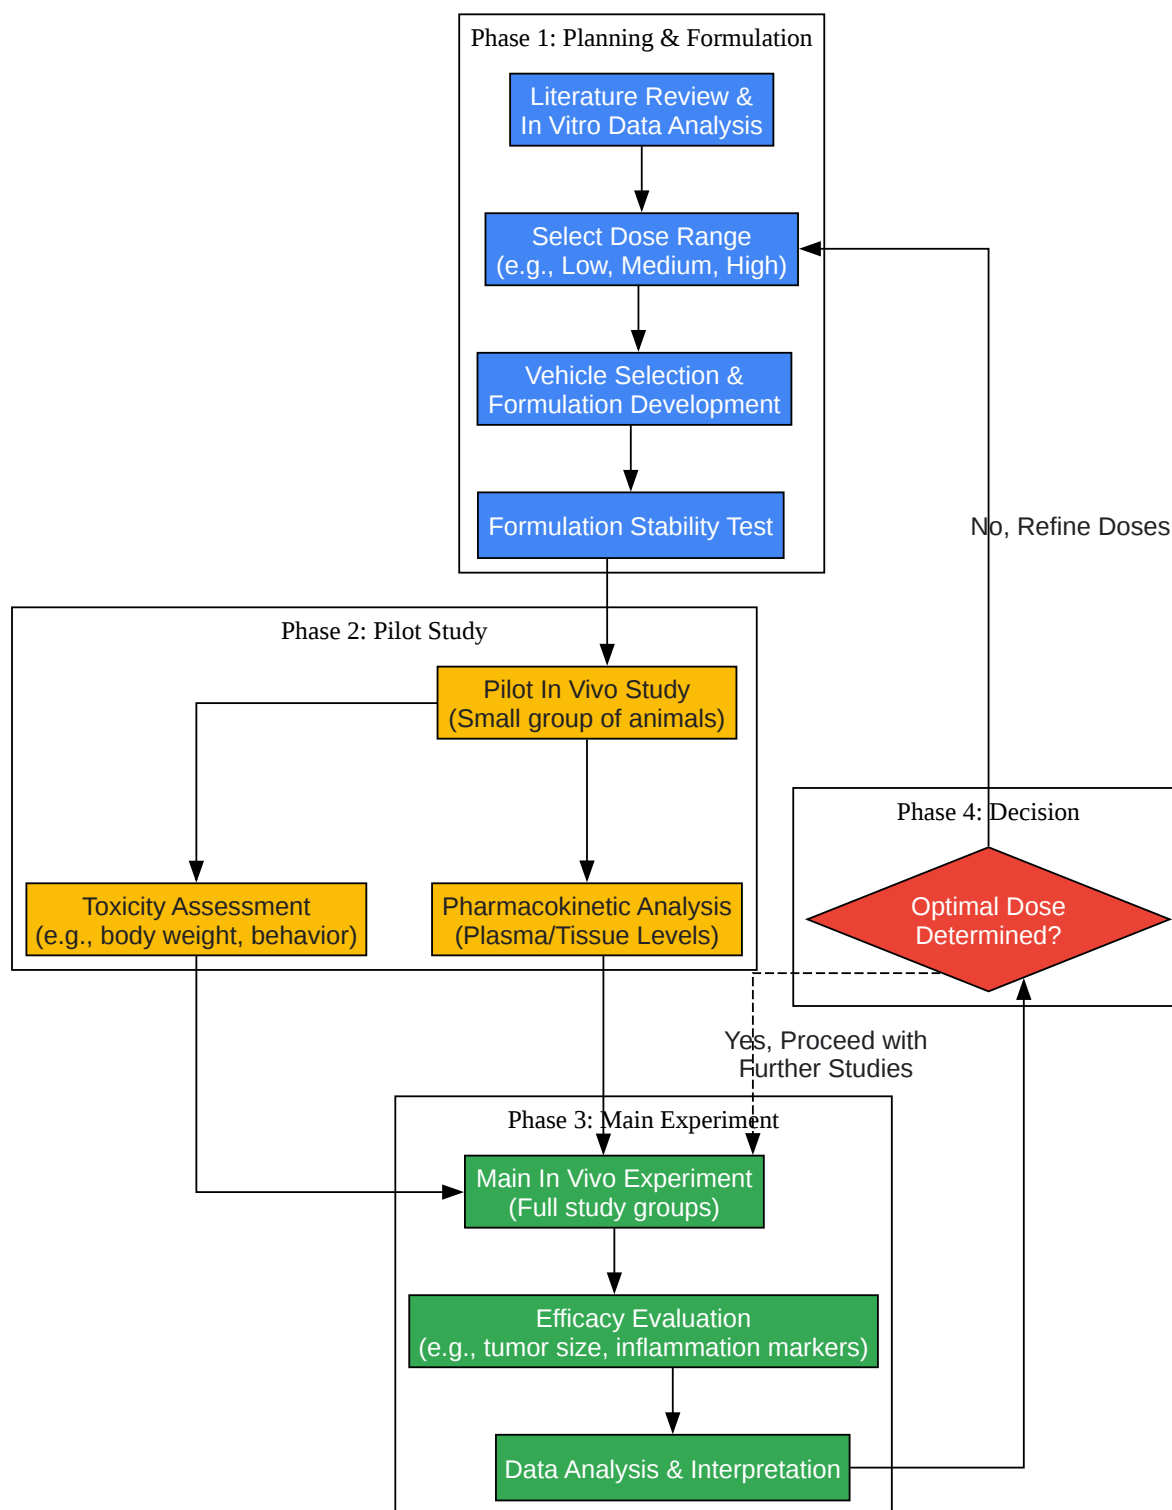 Phase 1: Planning & Formulation
Literature Review &
In Vitro Data Analysis
Select Dose Range
(e.g., Low, Medium, High)
Vehicle Selection &
Formulation Development
Formulation Stability Test
No, Refine Doses
Phase 2: Pilot Study
Pilot In Vivo Study
(Small group of animals)
Toxicity Assessment
(e.g., body weight, behavior)
Pharmacokinetic Analysis
(Plasma/Tissue Levels)
Phase 4: Decision
Optimal Dose
Determined?
Yes, Proceed with
Further Studies
Phase 3: Main Experiment
Main In Vivo Experiment
(Full study groups)
Efficacy Evaluation
(e.g., tumor size, inflammation markers)
Data Analysis & Interpretation